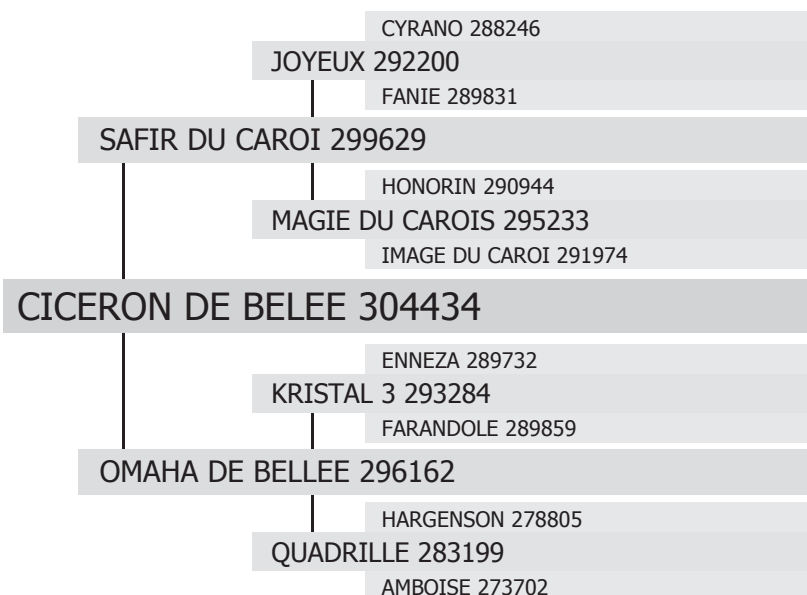 CYRANO 288246
JOYEUX 292200
FANIE 289831
SAFIR DU CAROI 299629
HONORIN 290944
MAGIE DU CAROIS 295233
IMAGE DU CAROI 291974
CICERON DE BELEE 304434
ENNEZA 289732
KRISTAL 3 293284
FARANDOLE 289859
OMAHA DE BELLEE 296162
HARGENSON 278805
QUADRILLE 283199
AMBOISE 273702